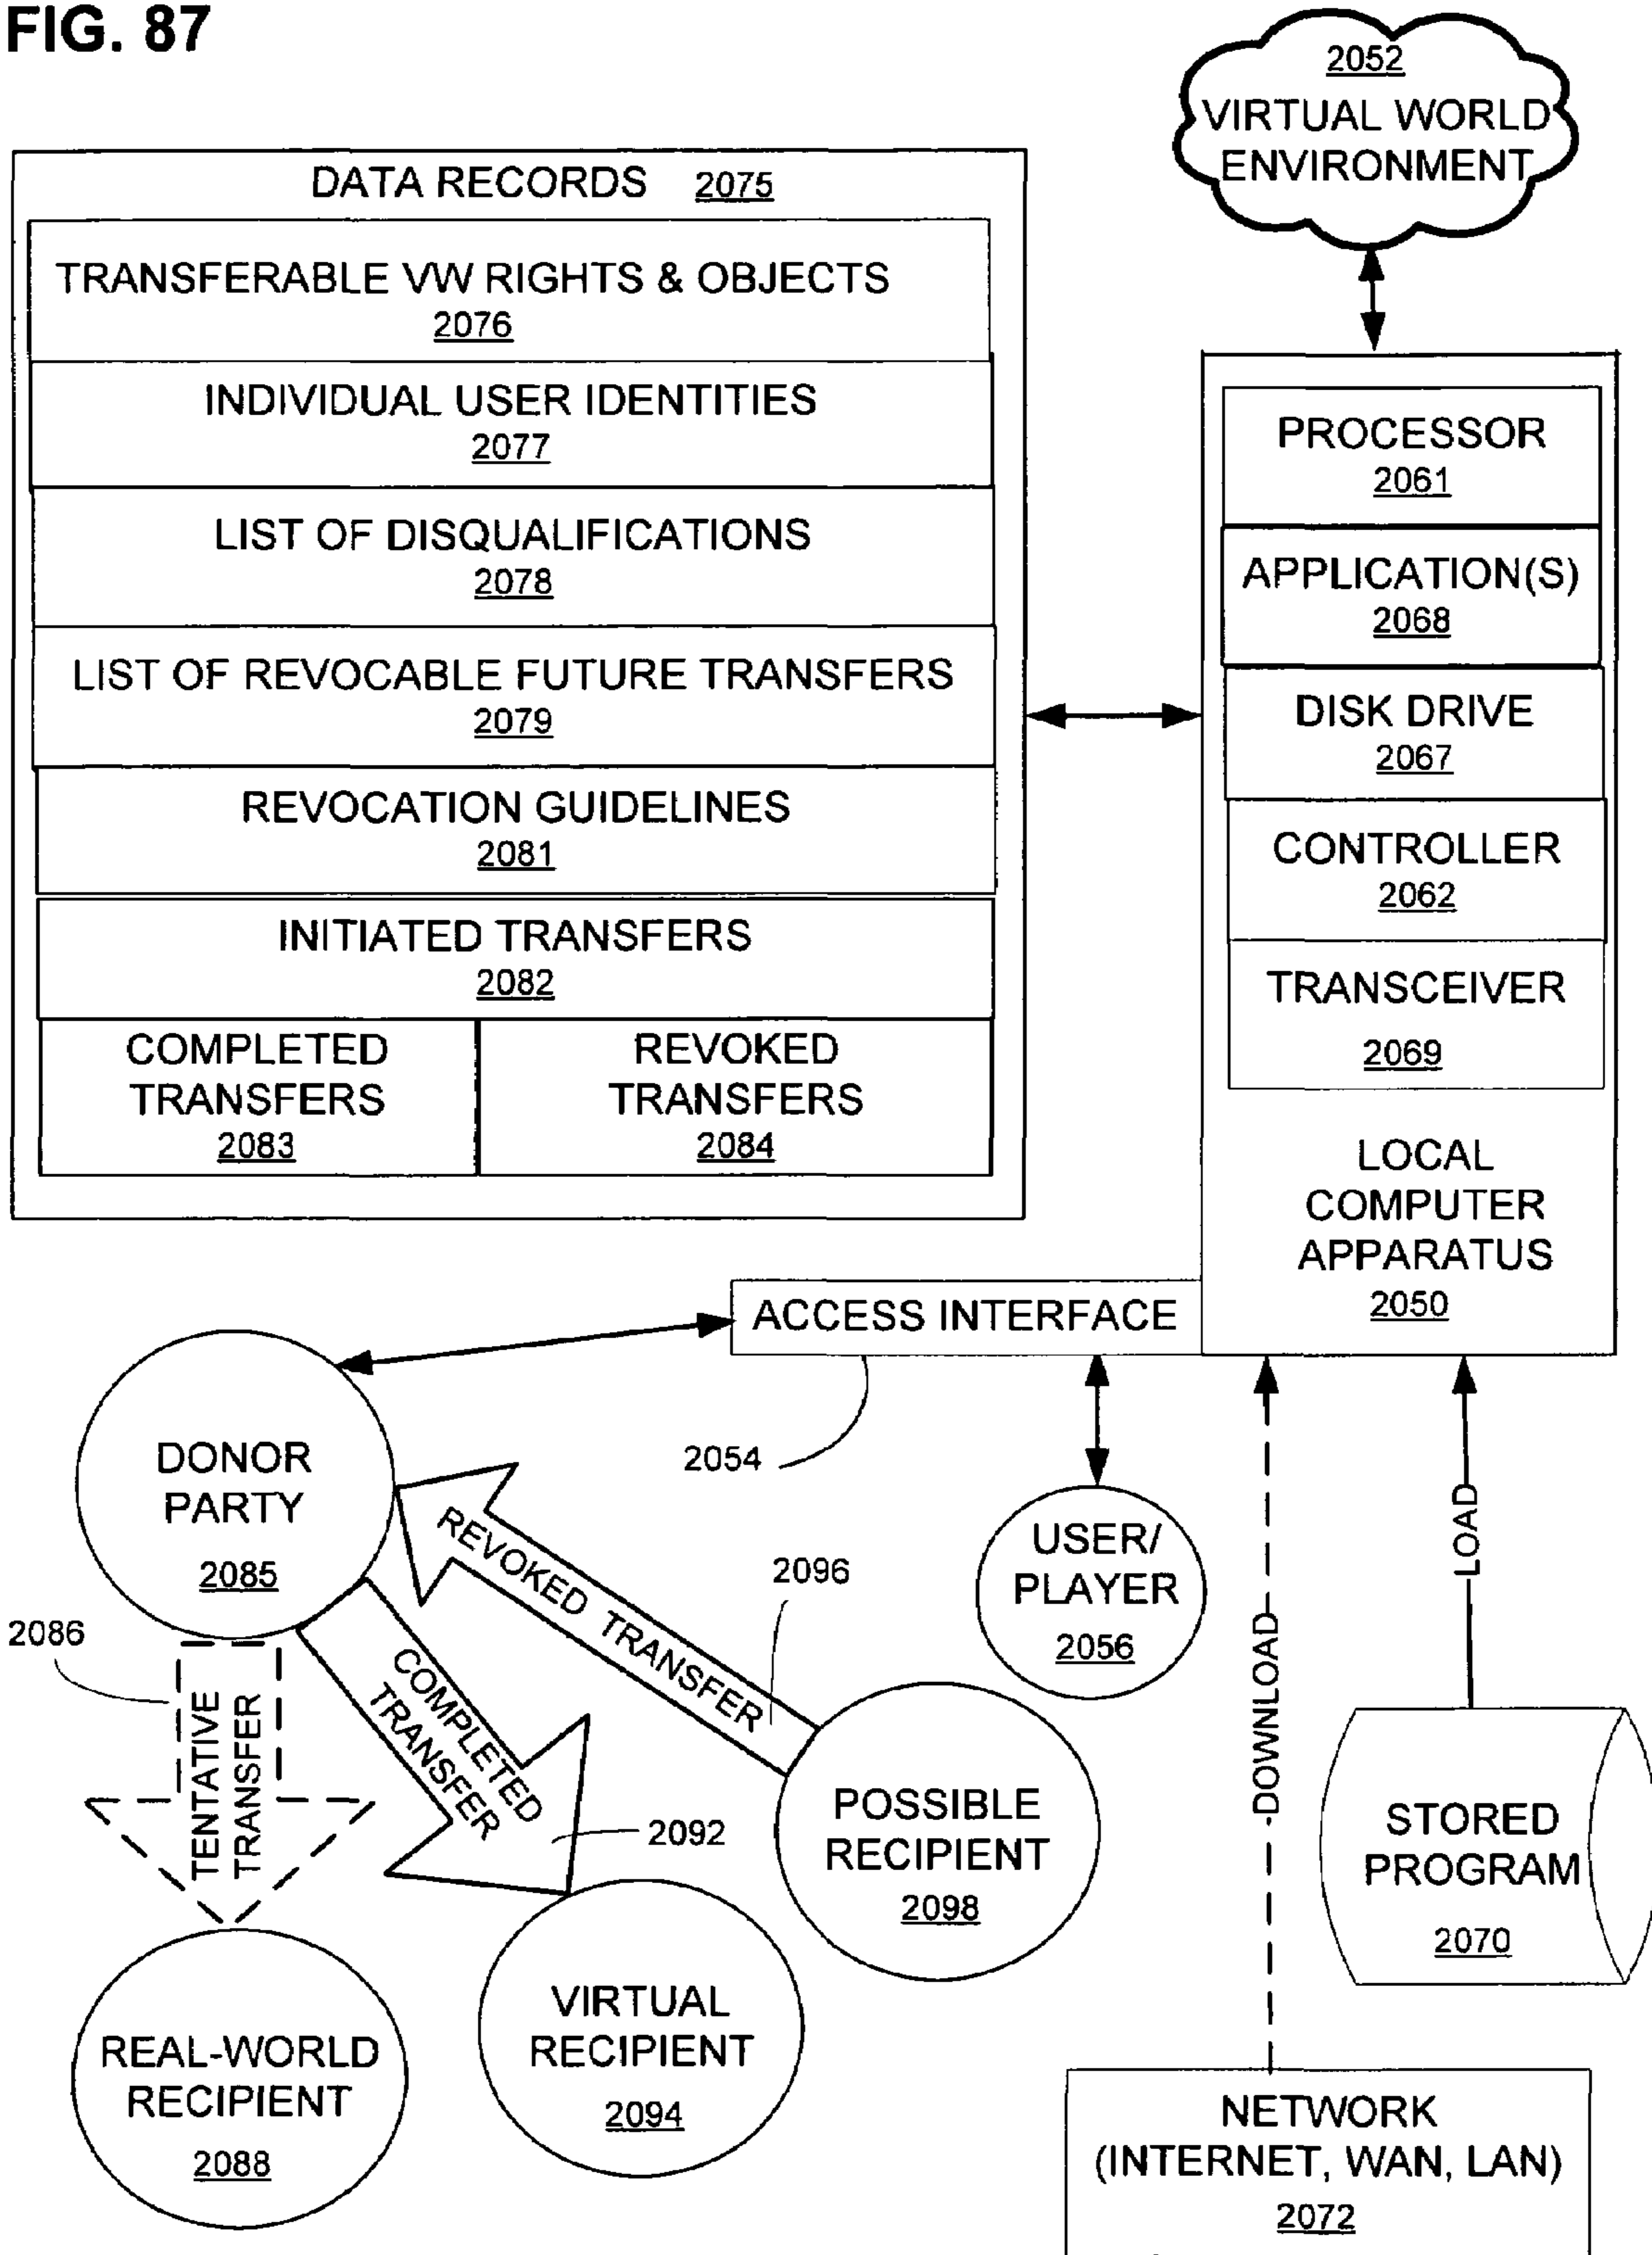 FIG. 87
2052
VIRTUAL WORLD
ENVIRONMENT
DATA RECORDS 2075
TRANSFERABLE VW RIGHTS & OBJECTS
2076
INDIVIDUAL USER IDENTITIES
2077
LIST OF DISQUALIFICATIONS
2078
LIST OF REVOCABLE FUTURE TRANSFERS
2079
REVOCATION GUIDELINES
2081
INITIATED TRANSFERS
2082
COMPLETED
TRANSFERS
2083
REVOKED
TRANSFERS
2084
PROCESSOR
2061
APPLICATION(S)
2068
DISK DRIVE
2067
CONTROLLER
2062
TRANSCEIVER
2069
LOCAL
COMPUTER
APPARATUS
2050
ACCESS INTERFACE
2054
DONOR
PARTY
2085
REVOKED TRANSFER
2096
USER/
PLAYER
2056
DOWNLOAD
LOAD
2086
TENTATIVE
TRANSFER
COMPLETED
TRANSFER
2092
POSSIBLE
RECIPIENT
2098
STORED
PROGRAM
2070
VIRTUAL
RECIPIENT
2094
REAL-WORLD
RECIPIENT
2088
NETWORK
(INTERNET, WAN, LAN)
2072